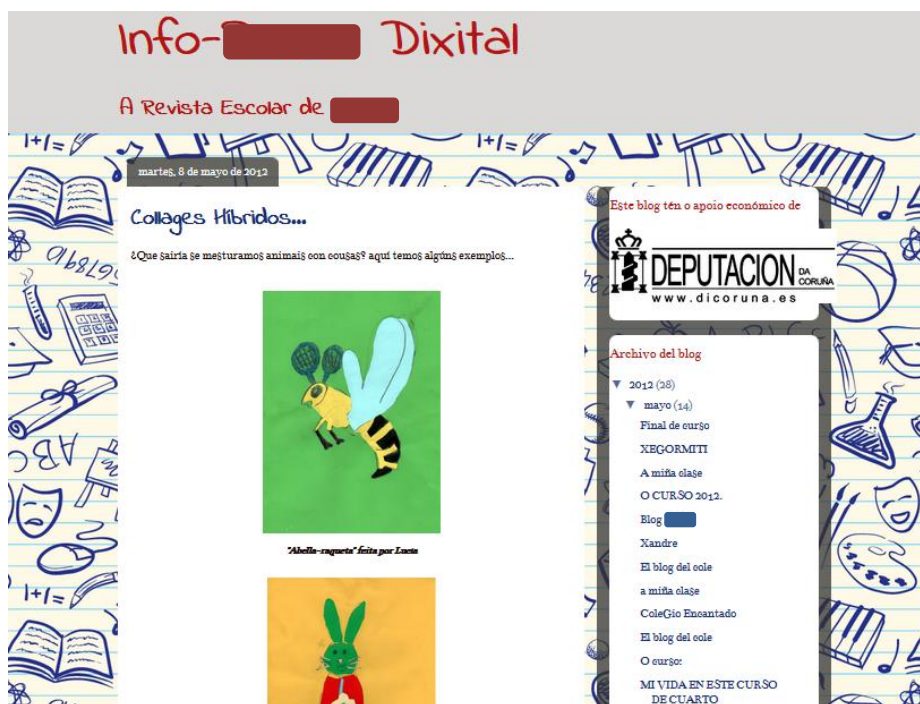 Info- Dixital
A Revista Escolar de
martes, 8 de mayo de 2012
Collages Híbridos...
¿Que sairía se mesturamos animais con cousas? aquí temos algúns exemplos...
"Abella-raqueta" feita por Lucía
Este blog tén o apoio económico de
DEPUTACION DA CORUÑA
www.dicoruna.es
Archivo del blog
▼ 2012 (28)
▼ mayo (14)
Final de curso
XEGORMITI
A miña clase
O CURSO 2012.
Blog
Xandre
El blog del cole
a miña clase
ColeGio Encantado
El blog del cole
O curso:
MI VIDA EN ESTE CURSO
DE CUARTO